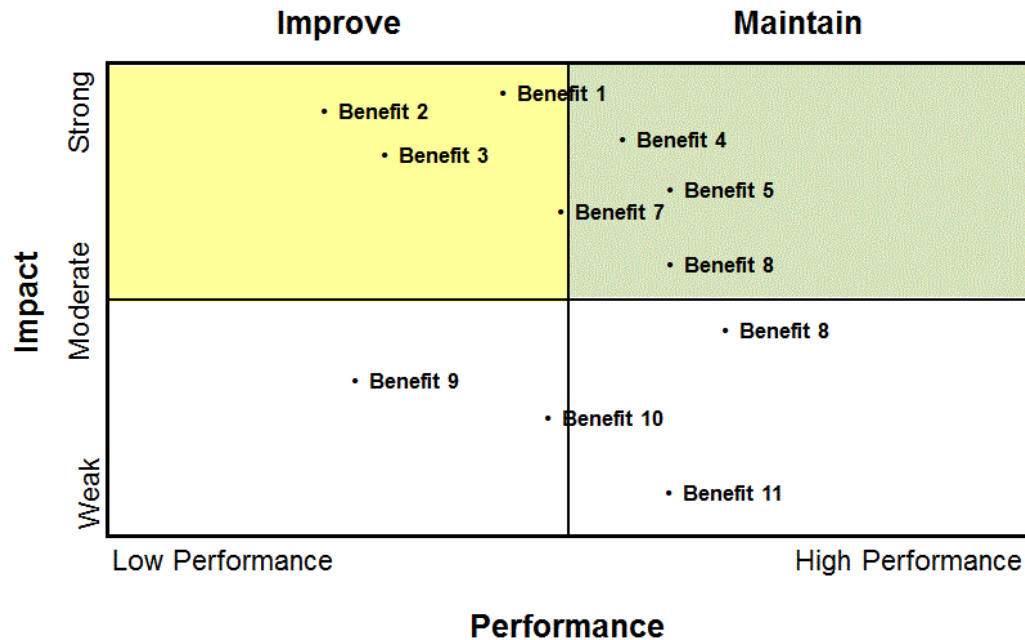 Improve
Maintain
Strong
Moderate
Weak
Impact
Benefit 1
Benefit 2
Benefit 4
Benefit 3
Benefit 5
Benefit 7
Benefit 8
Benefit 8
Benefit 9
Benefit 10
Benefit 11
Low Performance
High Performance
Performance